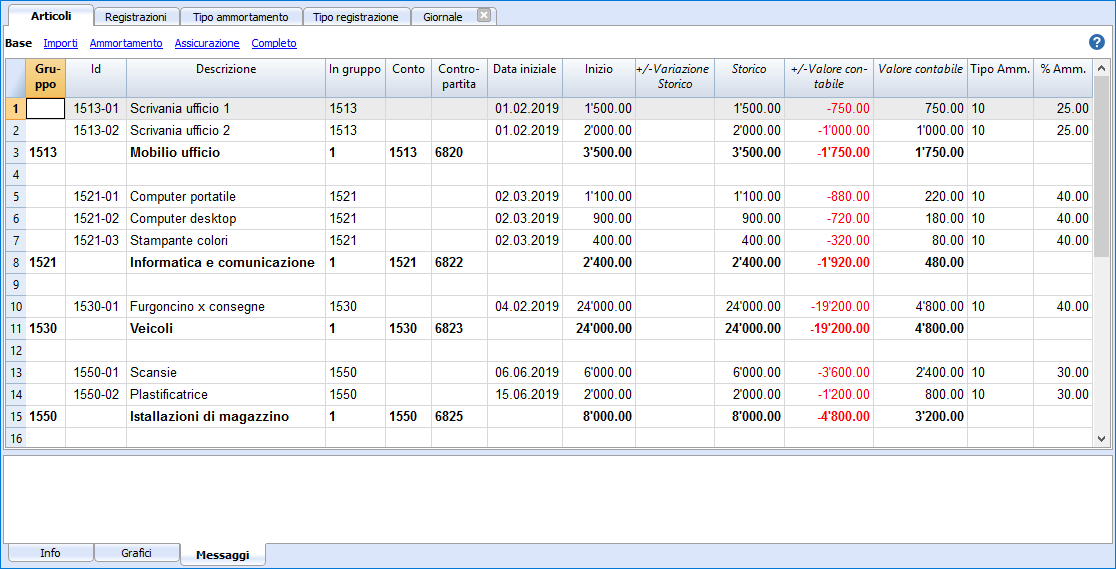 Articoli Registrazioni Tipo ammortamento Tipo registrazione Giornale
Base Importi Ammortamento Assicurazione Completo ?
Gru-
ppo Id Descrizione In gruppo Conto Contro-
partita Data iniziale Inizio +/-Variazione
Storico Storico +/-Valore con-
tabile Valore contabile Tipo Amm. % Amm.
1 1513-01 Scrivania ufficio 1 1513 01.02.2019 1'500.00 1'500.00 -750.00 750.00 10 25.00
2 1513-02 Scrivania ufficio 2 1513 01.02.2019 2'000.00 2'000.00 -1'000.00 1'000.00 10 25.00
3 1513 Mobilio ufficio 1 1513 6820 3'500.00 3'500.00 -1'750.00 1'750.00
4
5 1521-01 Computer portatile 1521 02.03.2019 1'100.00 1'100.00 -880.00 220.00 10 40.00
6 1521-02 Computer desktop 1521 02.03.2019 900.00 900.00 -720.00 180.00 10 40.00
7 1521-03 Stampante colori 1521 02.03.2019 400.00 400.00 -320.00 80.00 10 40.00
8 1521 Informatica e comunicazione 1 1521 6822 2'400.00 2'400.00 -1'920.00 480.00
9
10 1530-01 Furgoncino x consegne 1530 04.02.2019 24'000.00 24'000.00 -19'200.00 4'800.00 10 40.00
11 1530 Veicoli 1 1530 6823 24'000.00 24'000.00 -19'200.00 4'800.00
12
13 1550-01 Scansie 1550 06.06.2019 6'000.00 6'000.00 -3'600.00 2'400.00 10 30.00
14 1550-02 Plastificatrice 1550 15.06.2019 2'000.00 2'000.00 -1'200.00 800.00 10 30.00
15 1550 Istallazioni di magazzino 1 1550 6825 8'000.00 8'000.00 -4'800.00 3'200.00
16
Info Grafici Messaggi